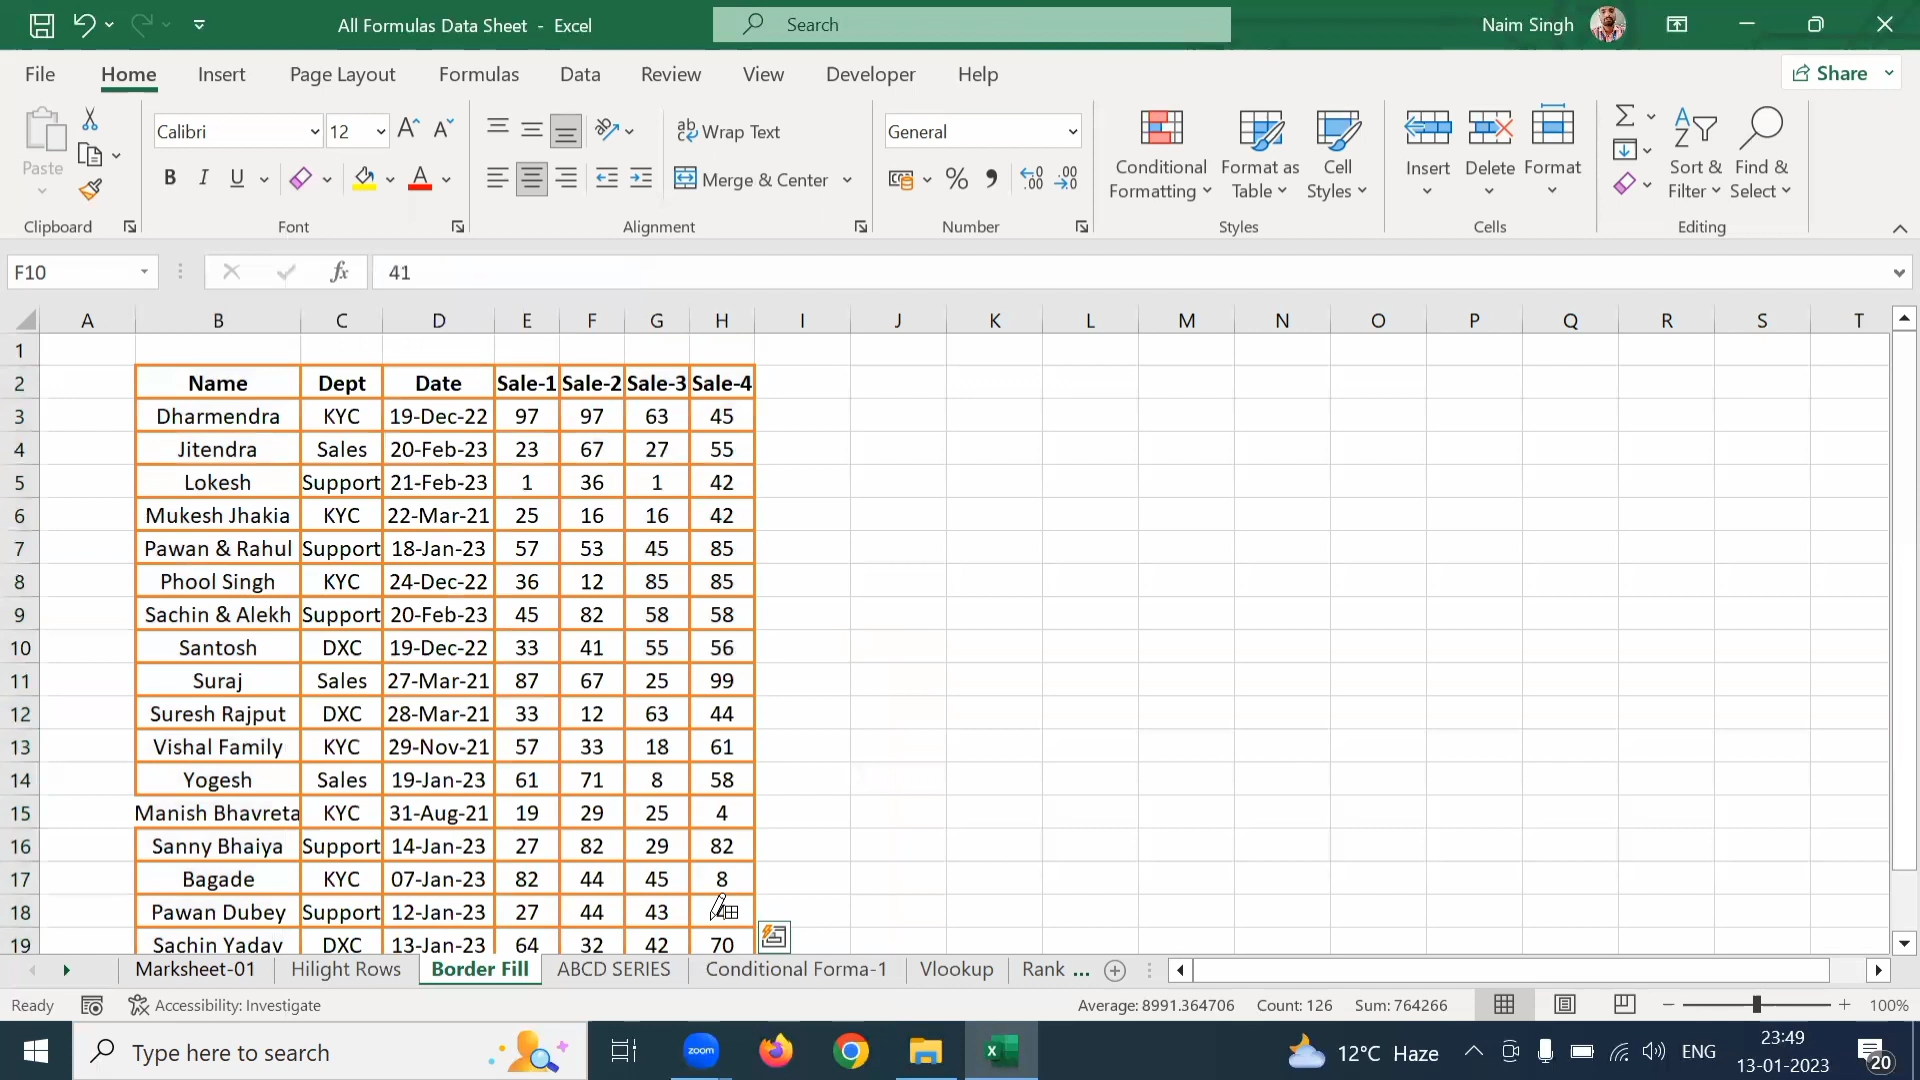 All Formulas Data Sheet - Excel
Search
Naim Singh
File Home Insert Page Layout Formulas Data Review View Developer Help
Share
Paste
Clipboard
Calibri 12
B I U
Font
Wrap Text
Merge & Center
Alignment
General
Number
Conditional Formatting
Format as Table
Cell Styles
Styles
Insert Delete Format
Cells
Sort & Filter
Find & Select
Editing
F10
fx 41
A B C D E F G H I J K L M N O P Q R S T
1
2 Name Dept Date Sale-1 Sale-2 Sale-3 Sale-4
3 Dharmendra KYC 19-Dec-22 97 97 63 45
4 Jitendra Sales 20-Feb-23 23 67 27 55
5 Lokesh Support 21-Feb-23 1 36 1 42
6 Mukesh Jhakia KYC 22-Mar-21 25 16 16 42
7 Pawan & Rahul Support 18-Jan-23 57 53 45 85
8 Phool Singh KYC 24-Dec-22 36 12 85 85
9 Sachin & Alekh Support 20-Feb-23 45 82 58 58
10 Santosh DXC 19-Dec-22 33 41 55 56
11 Suraj Sales 27-Mar-21 87 67 25 99
12 Suresh Rajput DXC 28-Mar-21 33 12 63 44
13 Vishal Family KYC 29-Nov-21 57 33 18 61
14 Yogesh Sales 19-Jan-23 61 71 8 58
15 Manish Bhavreta KYC 31-Aug-21 19 29 25 4
16 Sanny Bhaiya Support 14-Jan-23 27 82 29 82
17 Bagade KYC 07-Jan-23 82 44 45 8
18 Pawan Dubey Support 12-Jan-23 27 44 43
19 Sachin Yadav DXC 13-Jan-23 64 32 42 70
Marksheet-01 Hilight Rows Border Fill ABCD SERIES Conditional Forma-1 Vlookup Rank ...
Ready
Accessibility: Investigate
Average: 8991.364706 Count: 126 Sum: 764266
100%
Type here to search
zoom
12°C Haze
ENG
23:49
13-01-2023
20